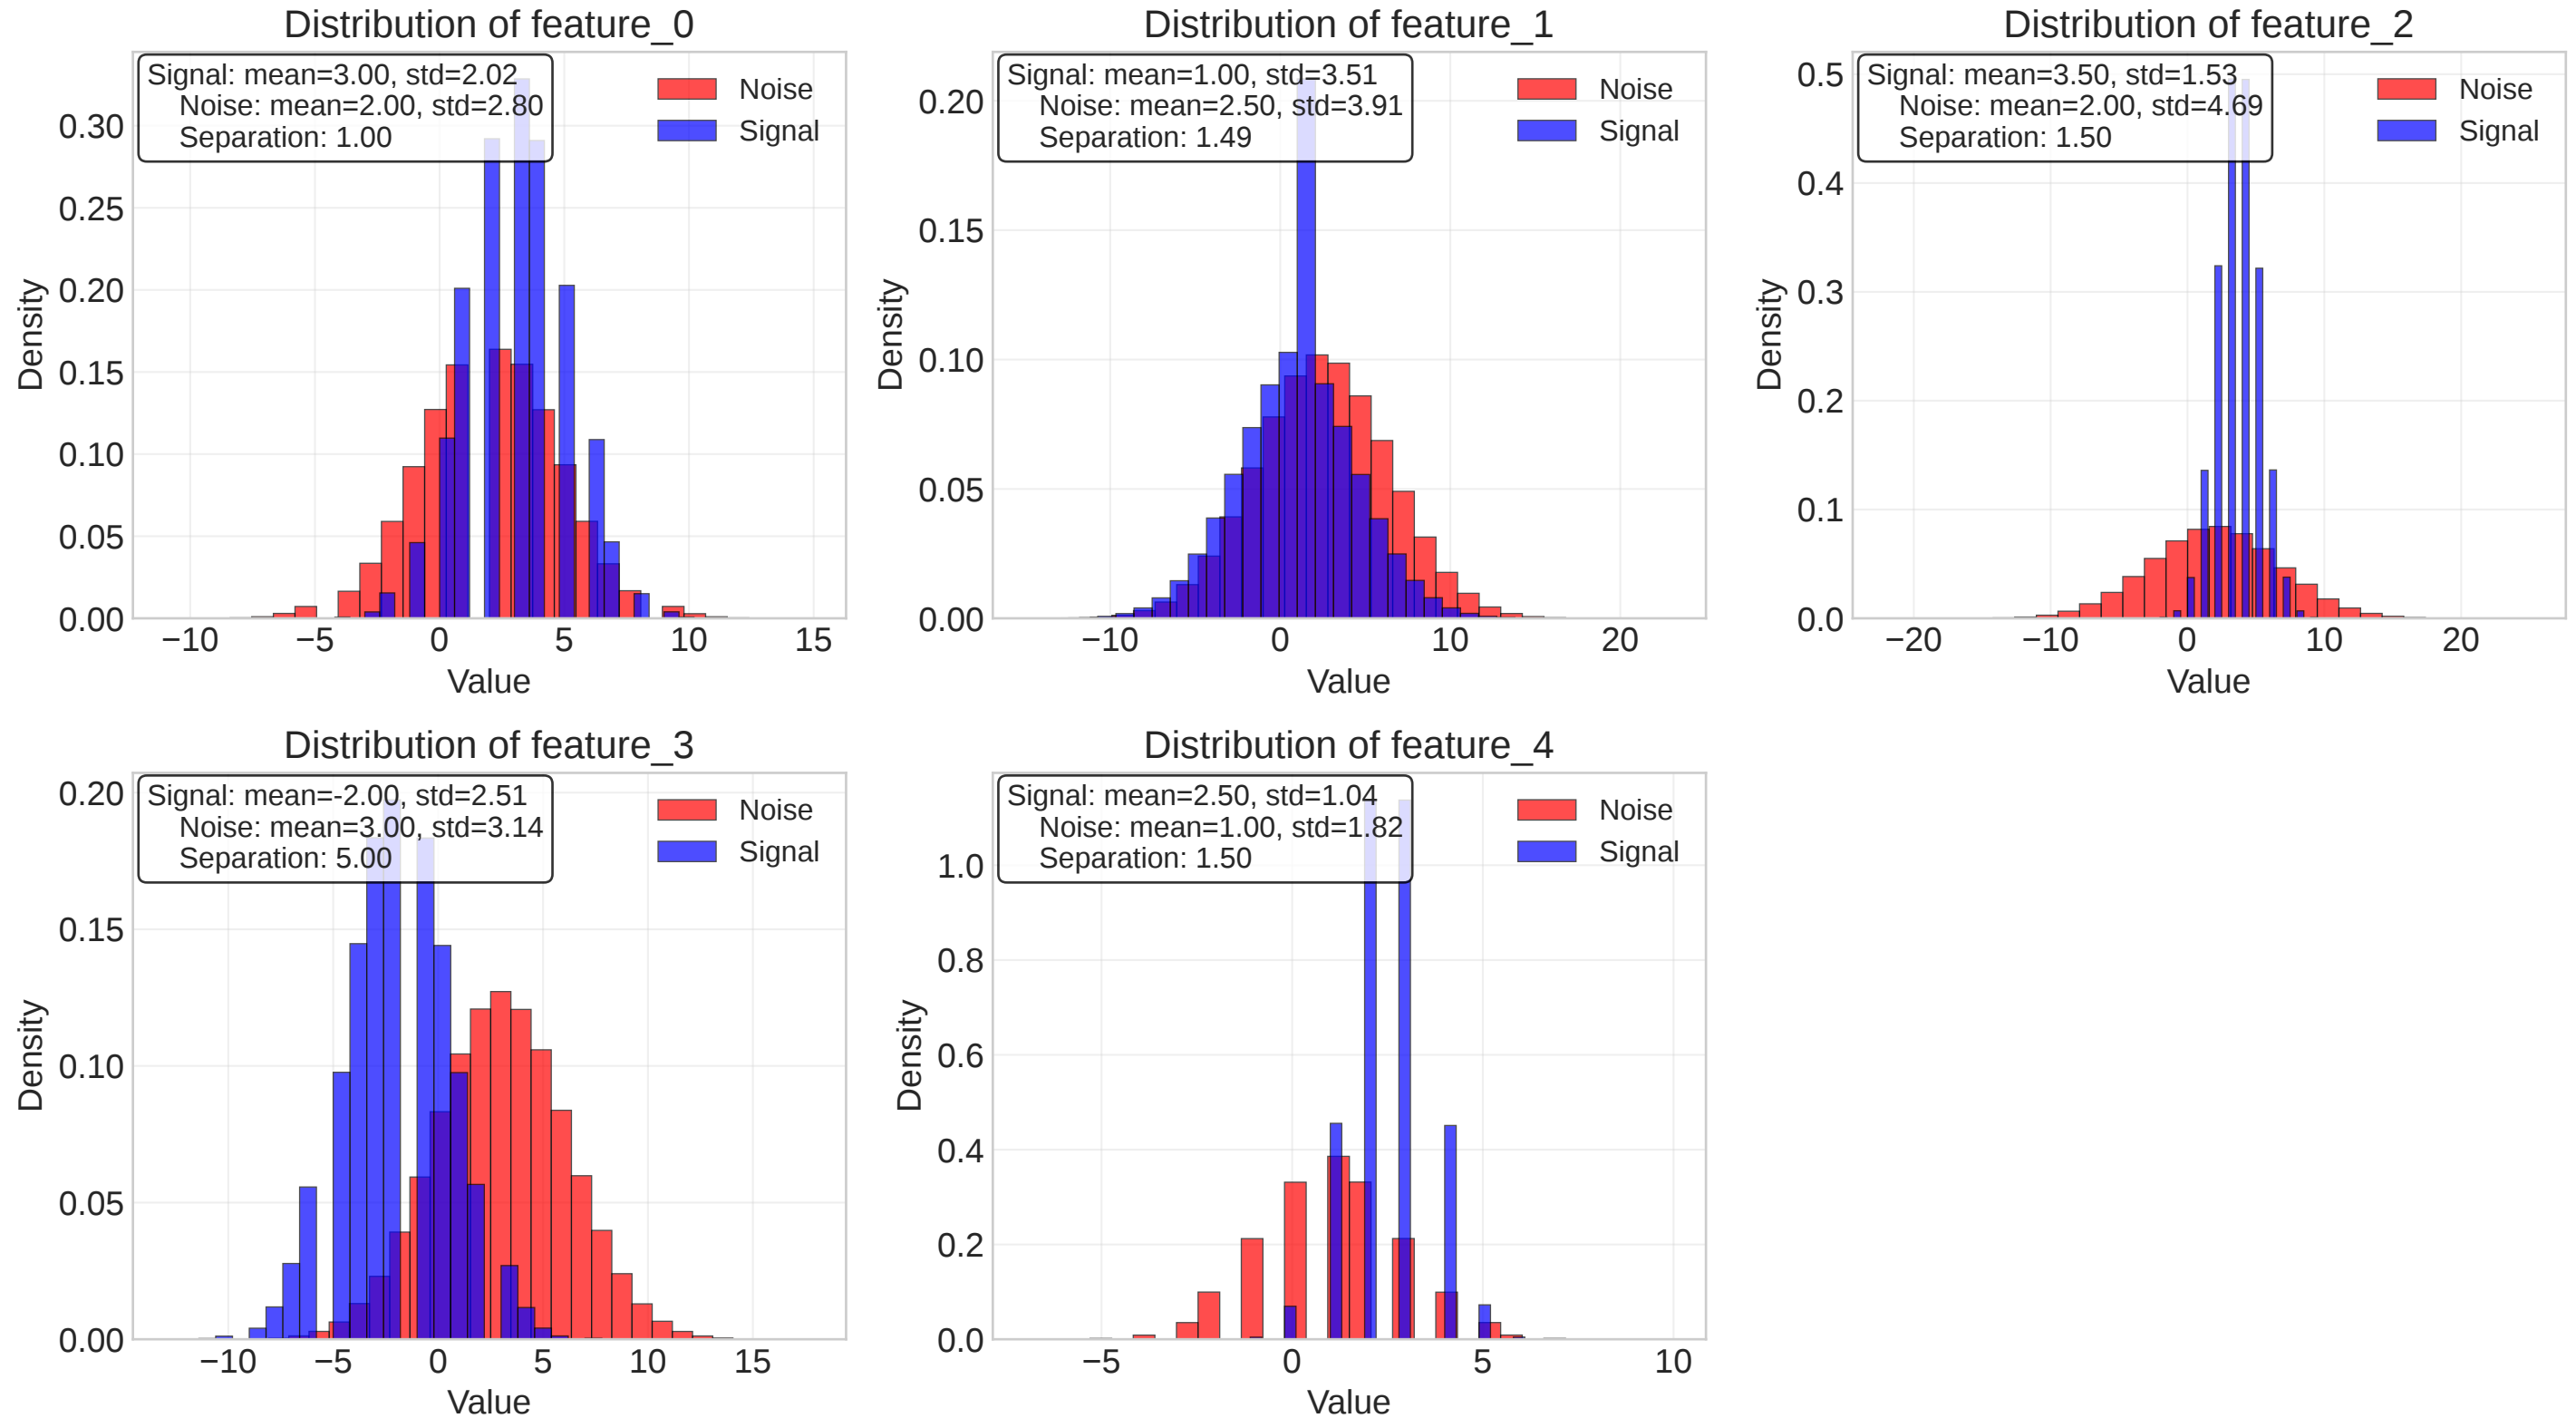 Distribution of feature_0
Signal: mean=3.00, std=2.02
Noise: mean=2.00, std=2.80
Separation: 1.00
Noise
Signal
0.30
0.25
0.20
0.15
0.10
0.05
0.00
Density
−10 −5 0 5 10 15
Value
Distribution of feature_1
Signal: mean=1.00, std=3.51
Noise: mean=2.50, std=3.91
Separation: 1.49
Noise
Signal
0.20
0.15
0.10
0.05
0.00
Density
−10 0 10 20
Value
Distribution of feature_2
Signal: mean=3.50, std=1.53
Noise: mean=2.00, std=4.69
Separation: 1.50
Noise
Signal
0.5
0.4
0.3
0.2
0.1
0.0
Density
−20 −10 0 10 20
Value
Distribution of feature_3
Signal: mean=-2.00, std=2.51
Noise: mean=3.00, std=3.14
Separation: 5.00
Noise
Signal
0.20
0.15
0.10
0.05
0.00
Density
−10 −5 0 5 10 15
Value
Distribution of feature_4
Signal: mean=2.50, std=1.04
Noise: mean=1.00, std=1.82
Separation: 1.50
Noise
Signal
1.0
0.8
0.6
0.4
0.2
0.0
Density
−5 0 5 10
Value